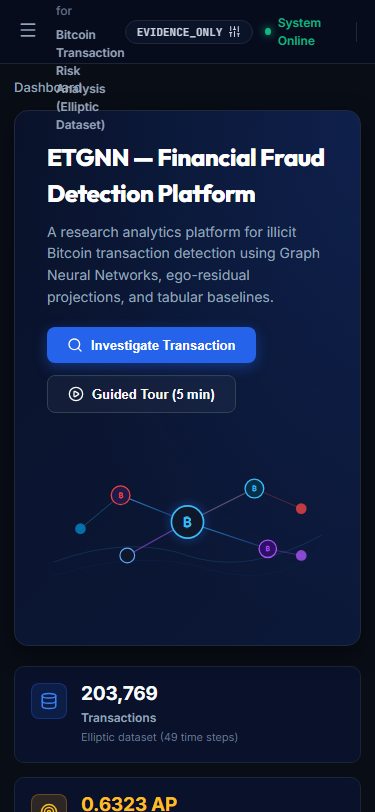 for
Bitcoin
Transaction
Risk
Analysis
(Elliptic
Dataset)
EVIDENCE_ONLY
System
Online
Dashboard
ETGNN — Financial Fraud
Detection Platform
A research analytics platform for illicit
Bitcoin transaction detection using Graph
Neural Networks, ego-residual
projections, and tabular baselines.
Investigate Transaction
Guided Tour (5 min)
₿
₿
₿
₿
203,769
Transactions
Elliptic dataset (49 time steps)
0.6323 AP